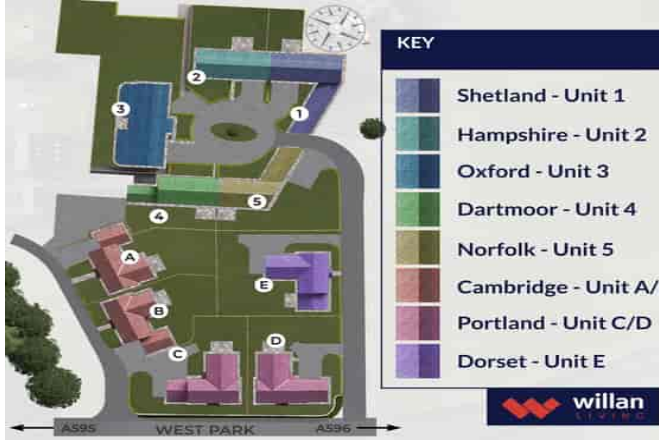 KEY
Shetland - Unit 1
Hampshire - Unit 2
Oxford - Unit 3
Dartmoor - Unit 4
Norfolk - Unit 5
Cambridge - Unit A/
Portland - Unit C/D
Dorset - Unit E
willan
LIVING
2
1
3
4
5
A
E
B
C
D
A595
WEST PARK
A596